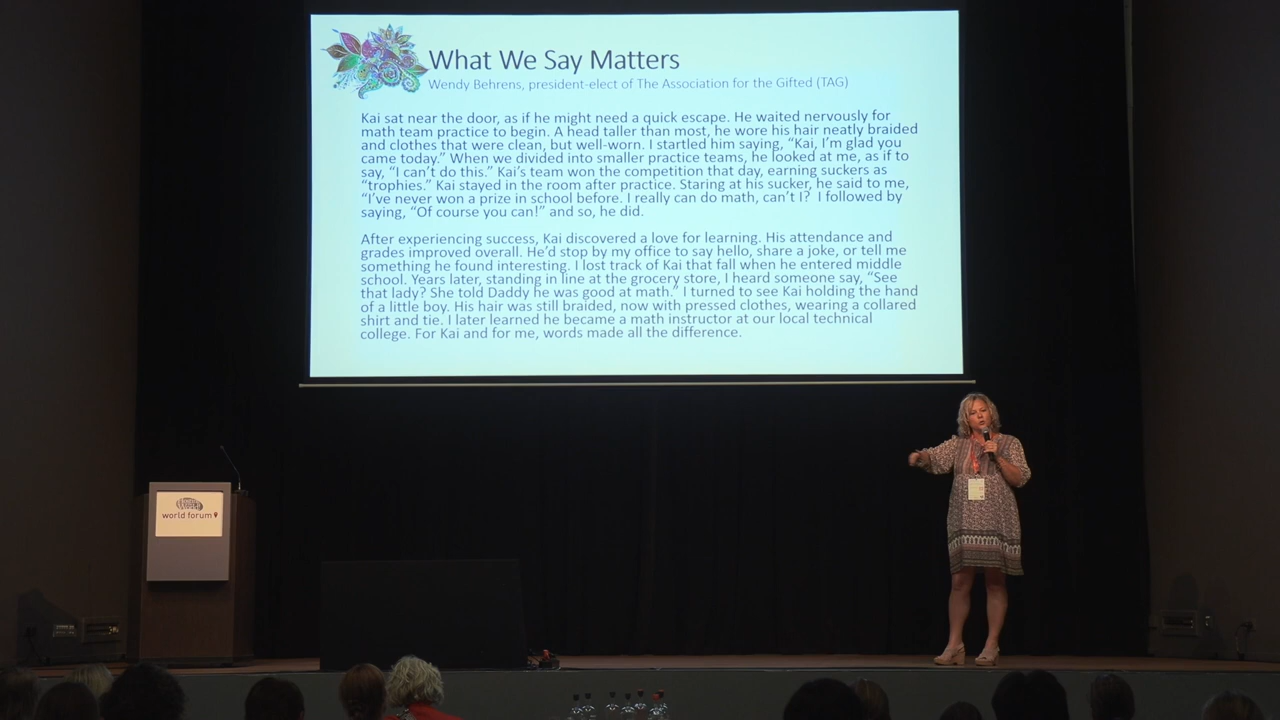 What We Say Matters
Wendy Behrens, president-elect of The Association for the Gifted (TAG)
Kai sat near the door, as if he might need a quick escape. He waited nervously for
math team practice to begin. A head taller than most, he wore his hair neatly braided
and clothes that were clean, but well-worn. I startled him saying, “Kai, I’m glad you
came today.” When we divided into smaller practice teams, he looked at me, as if to
say, “I can’t do this.” Kai’s team won the competition that day, earning suckers as
“trophies.” Kai stayed in the room after practice. Staring at his sucker, he said to me,
“I’ve never won a prize in school before. I really can do math, can’t I?  I followed by
saying, “Of course you can!” and so, he did.
After experiencing success, Kai discovered a love for learning. His attendance and
grades improved overall. He’d stop by my office to say hello, share a joke, or tell me
something he found interesting. I lost track of Kai that fall when he entered middle
school. Years later, standing in line at the grocery store, I heard someone say, “See
that lady? She told Daddy he was good at math.” I turned to see Kai holding the hand
of a little boy. His hair was still braided, now with pressed clothes, wearing a collared
shirt and tie. I later learned he became a math instructor at our local technical
college. For Kai and for me, words made all the difference.
world forum